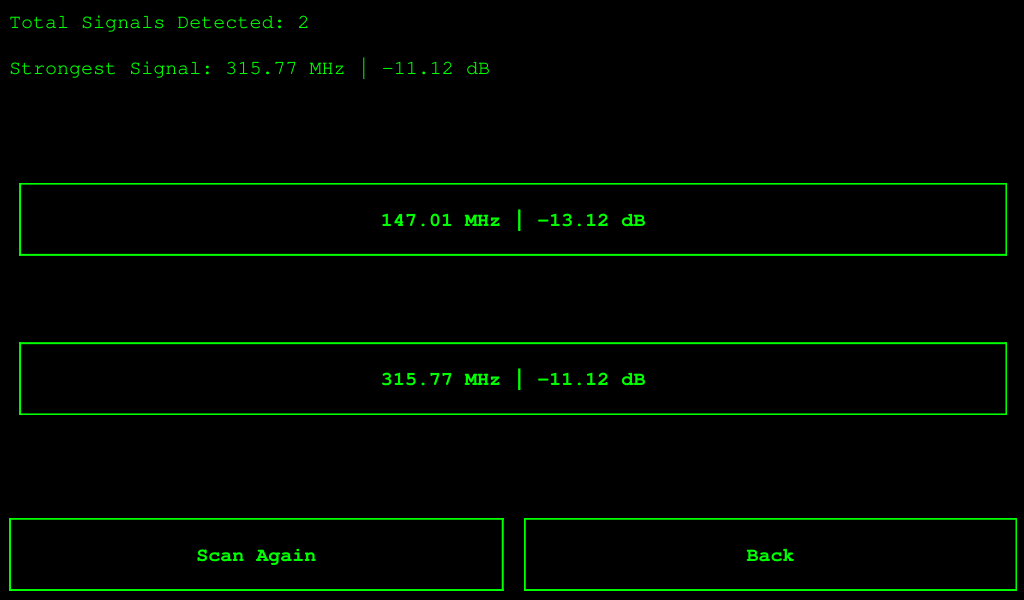 Total Signals Detected: 2
Strongest Signal: 315.77 MHz | -11.12 dB
147.01 MHz | -13.12 dB
315.77 MHz | -11.12 dB
Scan Again
Back